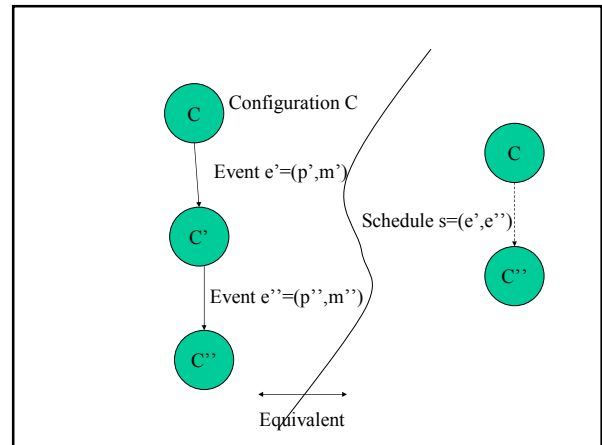 C
Configuration C
Event e’=(p’,m’)
C’
Event e’’=(p’’,m’’)
C’’
C
Schedule s=(e’,e’’)
C’’
Equivalent